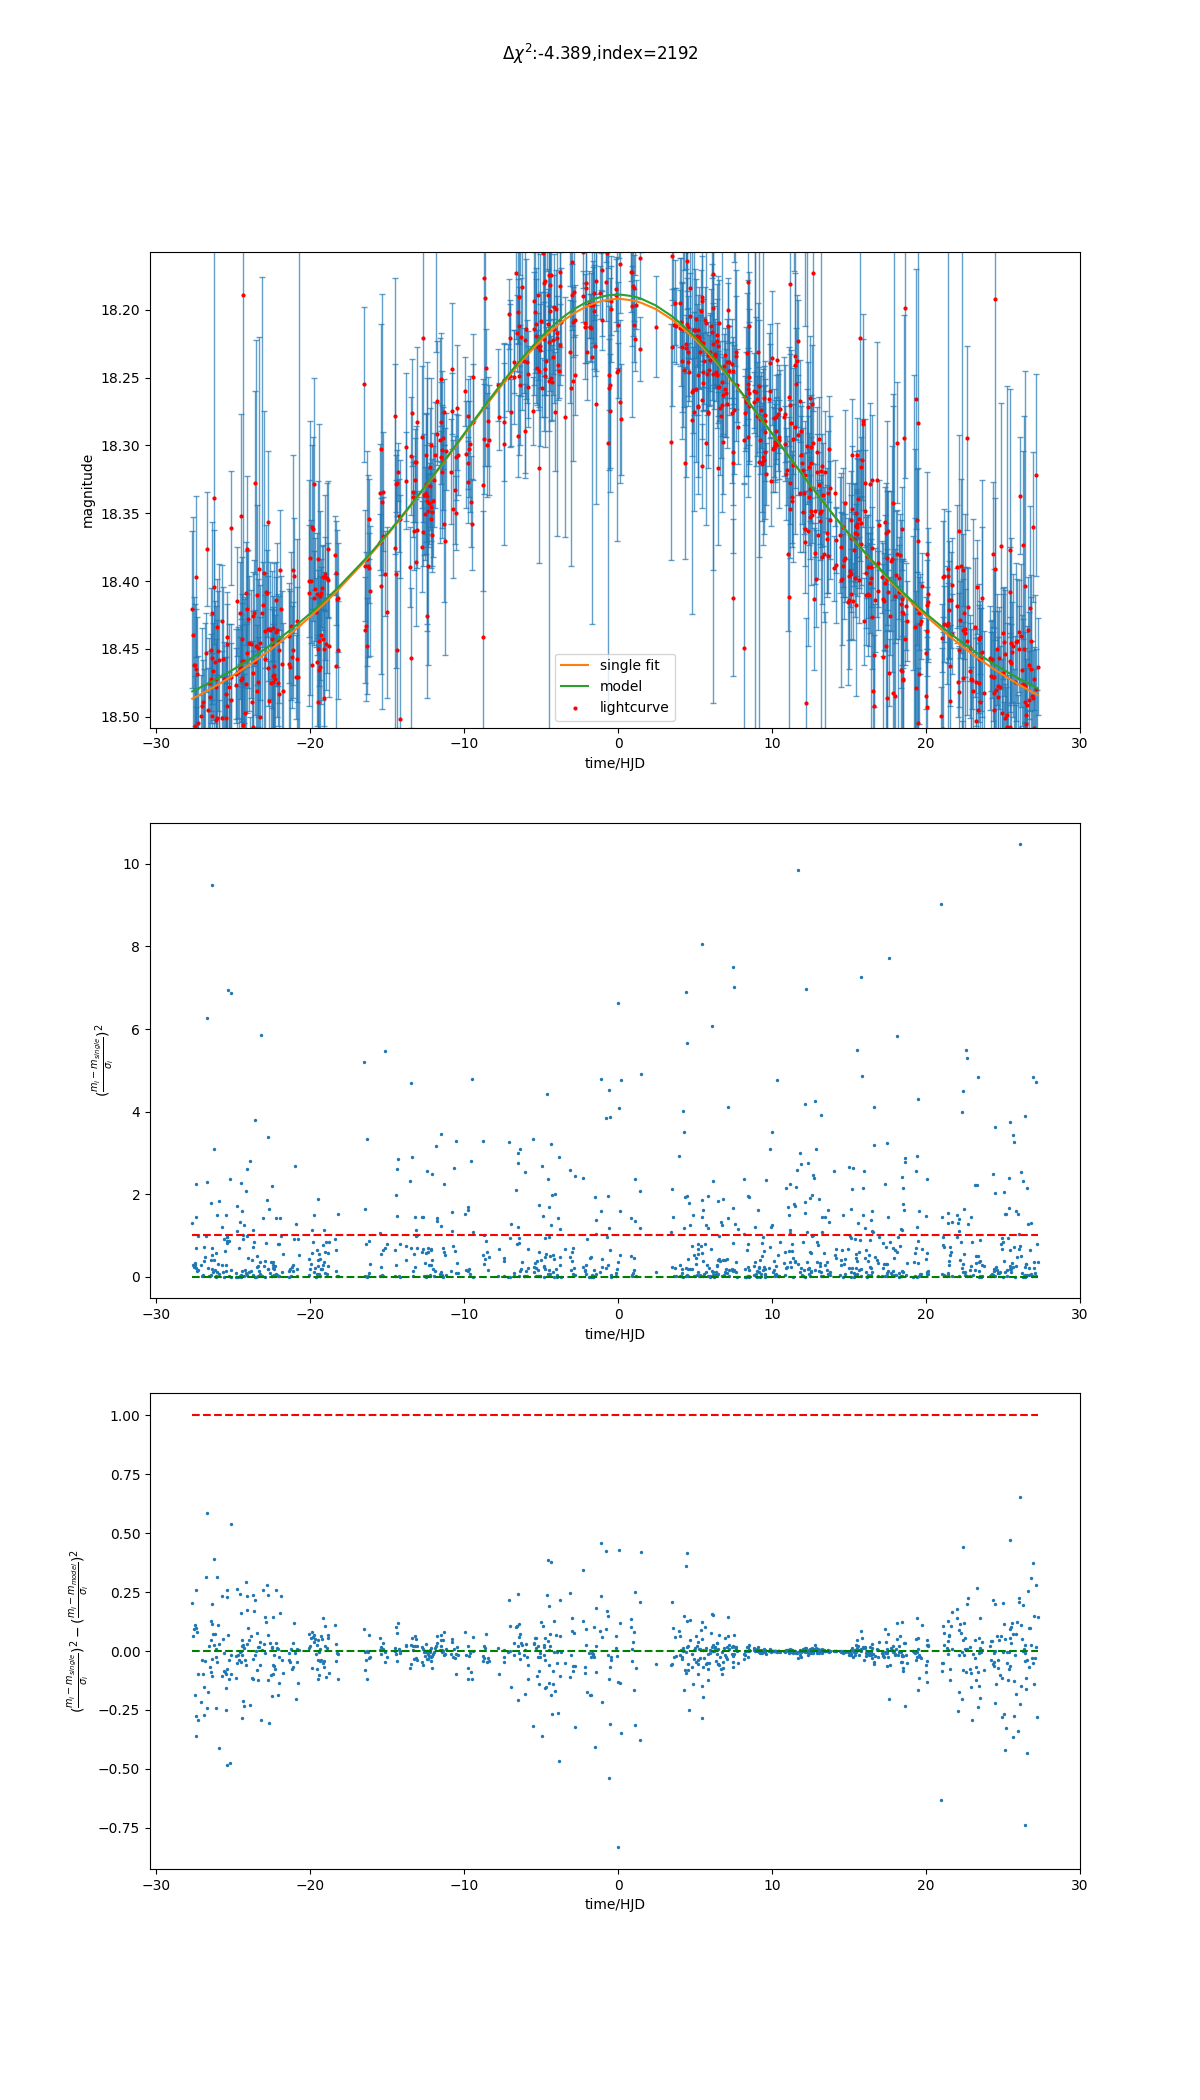 Δχ²:-4.389,index=2192
18.20
18.25
18.30
18.35
18.40
18.45
18.50
magnitude
single fit
model
lightcurve
−30 −20 −10 0 10 20 30
time/HJD
10
8
6
4
2
0
((m_i − m_single)/σ_i)²
−30 −20 −10 0 10 20 30
time/HJD
1.00
0.75
0.50
0.25
0.00
−0.25
−0.50
−0.75
((m_i − m_single)/σ_i)² − ((m_i − m_model)/σ_i)²
−30 −20 −10 0 10 20 30
time/HJD